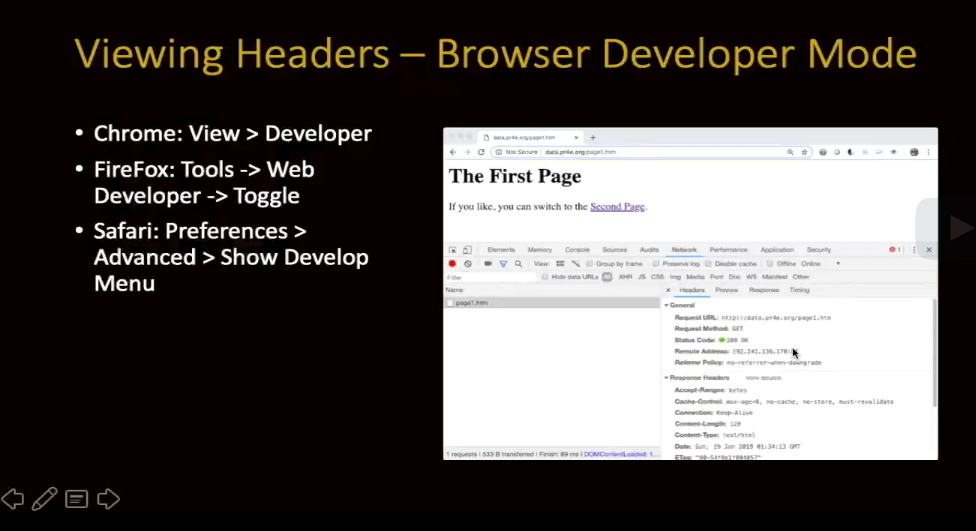 Viewing Headers – Browser Developer Mode
• Chrome: View > Developer
• FireFox: Tools -> Web
Developer -> Toggle
• Safari: Preferences >
Advanced > Show Develop
Menu
data.pr4e.org/page1.htm
Not Secure | data.pr4e.org/page1.htm
The First Page
If you like, you can switch to the Second Page.
Elements Memory Console Sources Audits Network Performance Application Security 1
View: Group by frame Preserve log Disable cache Offline Online
Filter Hide data URLs All XHR JS CSS Img Media Font Doc WS Manifest Other
Name
page1.htm
Headers Preview Response Timing
General
Request URL: http://data.pr4e.org/page1.htm
Request Method: GET
Status Code: 200 OK
Remote Address: 192.241.136.170:
Referrer Policy: no-referrer-when-downgrade
Response Headers view source
Accept-Ranges: bytes
Cache-Control: max-age=0, no-cache, no-store, must-revalidate
Connection: Keep-Alive
Content-Length: 128
Content-Type: text/html
Date: Sun, 19 Jan 2019 01:34:13 GMT
ETag:
1 requests | 533 B transferred | Finish: 89 ms | DOMContentLoaded: 1...